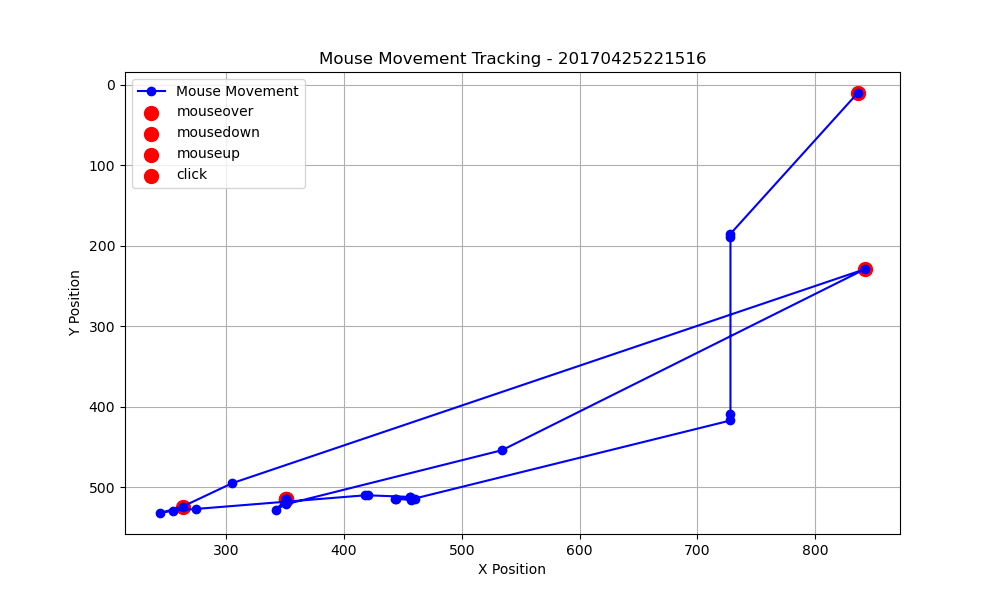 Mouse Movement Tracking - 20170425221516
Mouse Movement
mouseover
mousedown
mouseup
click
0
100
200
300
400
500
Y Position
300 400 500 600 700 800
X Position